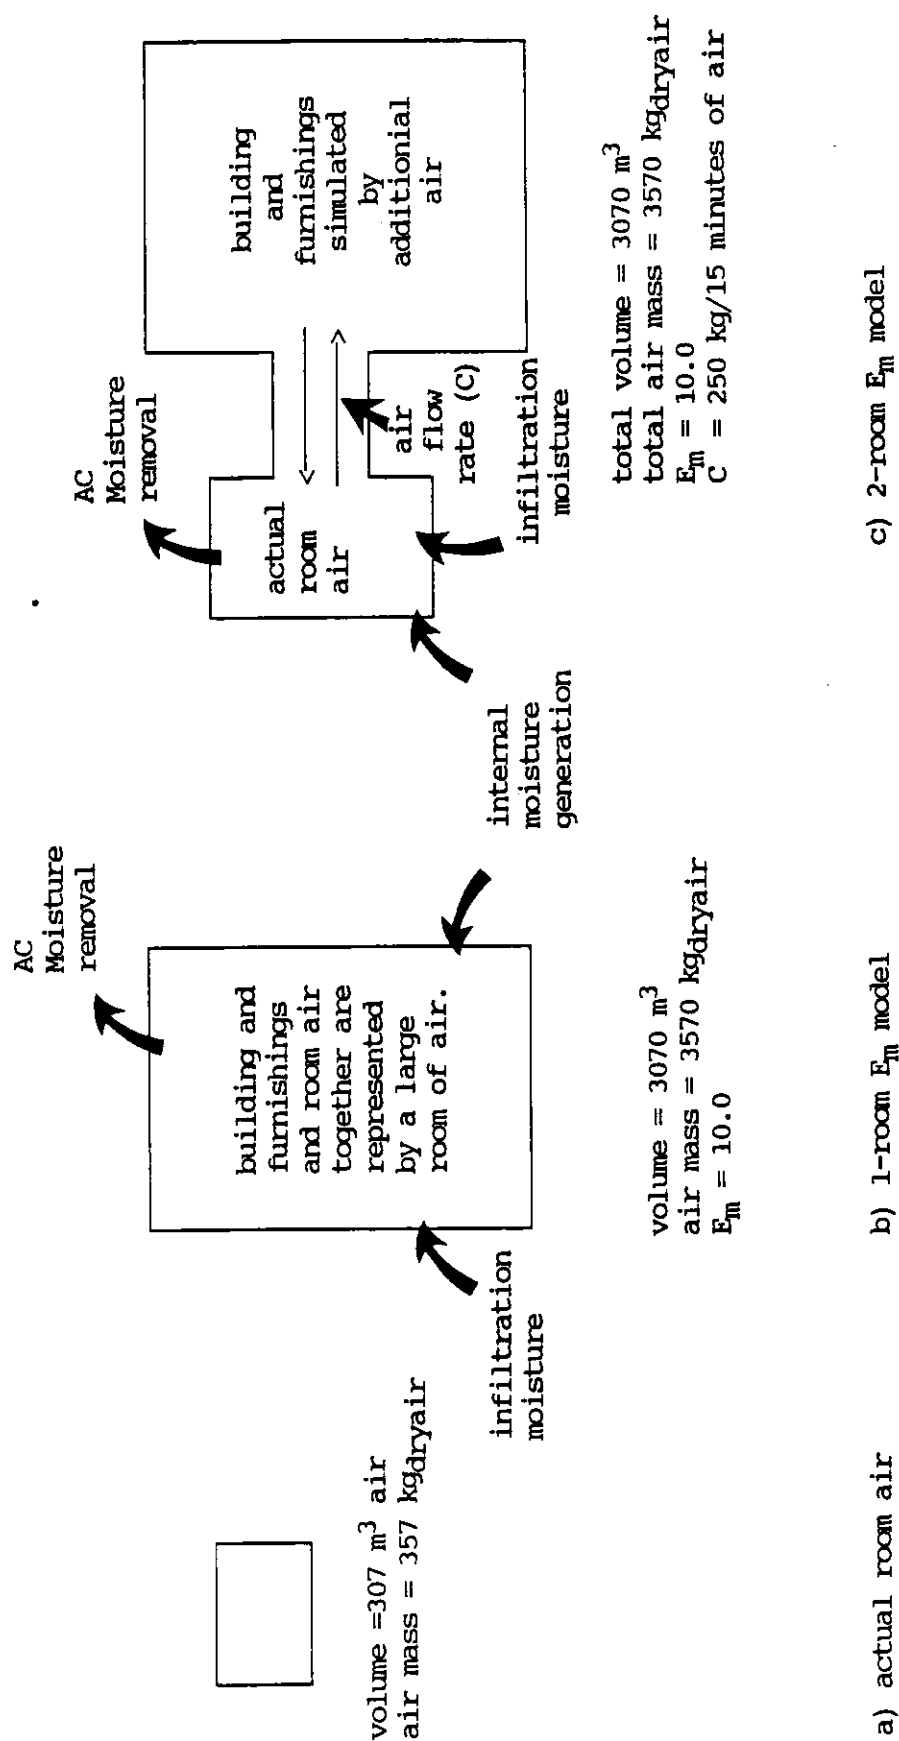 volume =307 m³ air
air mass = 357 kgdryair
a) actual room air
AC
Moisture
removal
building and
furnishings
and room air
together are
represented
by a large
room of air.
infiltration
moisture
internal
moisture
generation
volume = 3070 m³
air mass = 3570 kgdryair
Em = 10.0
b) 1-room Em model
AC
Moisture
removal
actual
room
air
building
and
furnishings
simulated
by
additionial
air
air
flow
rate (C)
infiltration
moisture
total volume = 3070 m³
total air mass = 3570 kgdryair
Em = 10.0
C = 250 kg/15 minutes of air
c) 2-room Em model